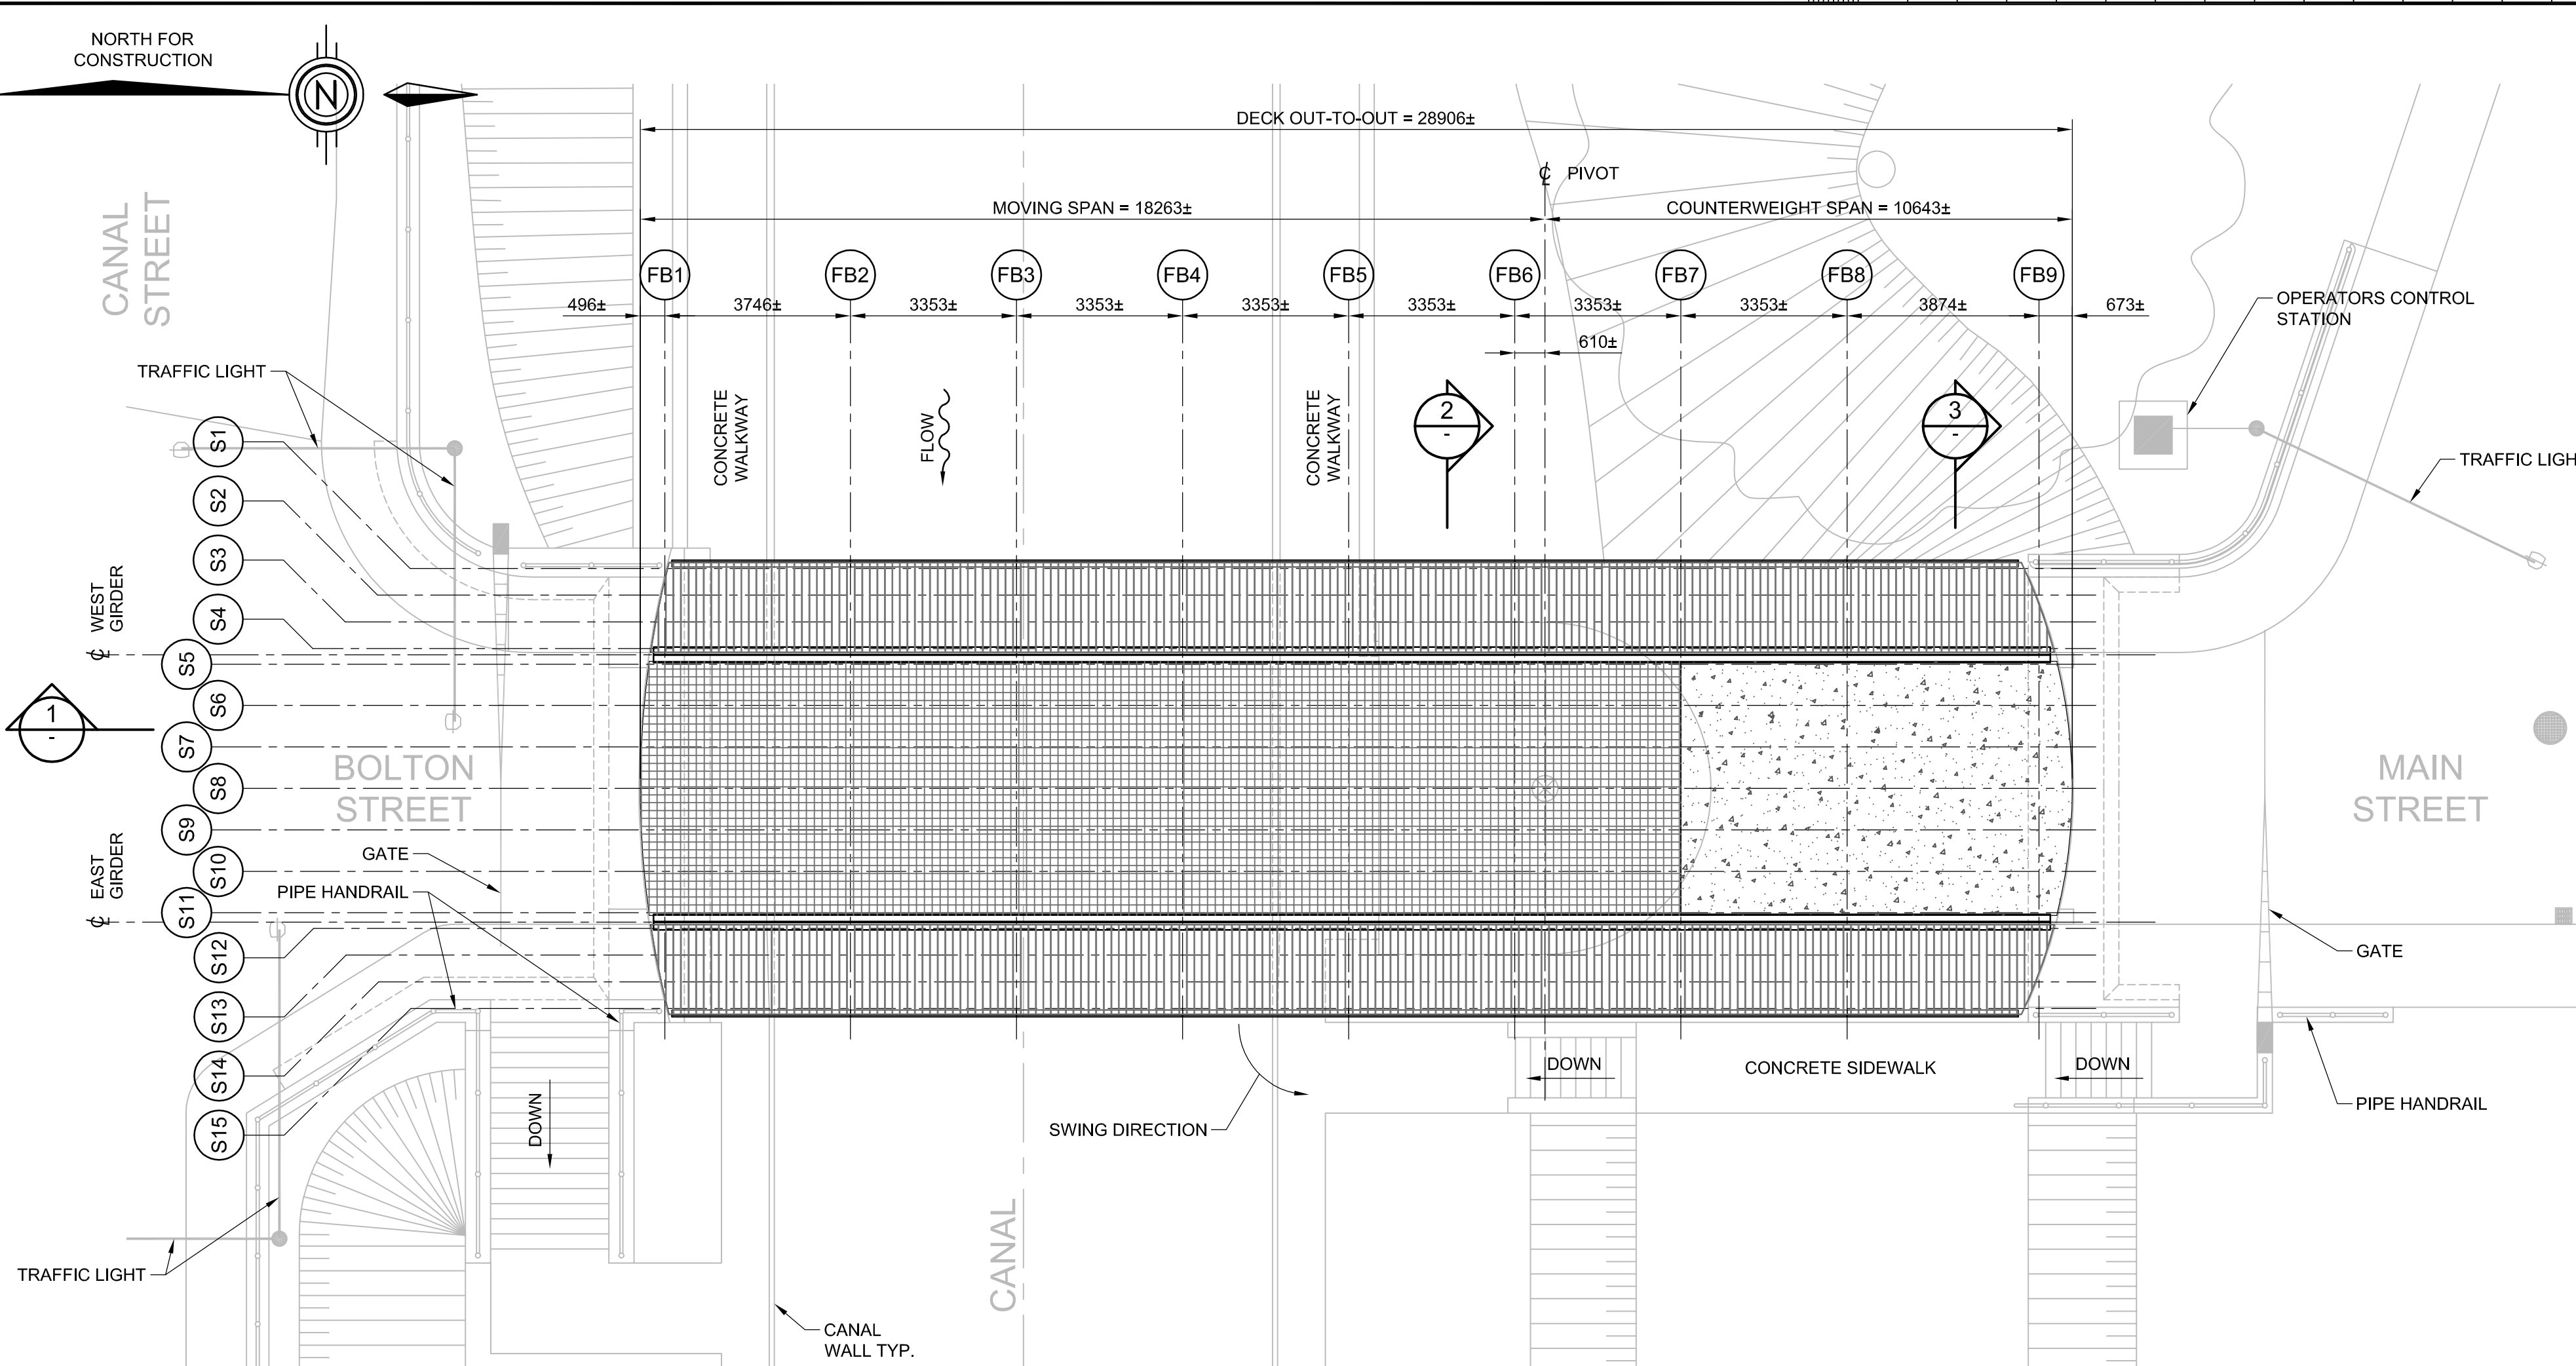 NORTH FOR
CONSTRUCTION
N
DECK OUT-TO-OUT = 28906±
℄ PIVOT
MOVING SPAN = 18263±
COUNTERWEIGHT SPAN = 10643±
CANAL
STREET
FB1
FB2
FB3
FB4
FB5
FB6
FB7
FB8
FB9
496±
3746±
3353±
3353±
3353±
3353±
3353±
3353±
3874±
673±
610±
OPERATORS CONTROL
STATION
TRAFFIC LIGHT
CONCRETE
WALKWAY
FLOW
CONCRETE
WALKWAY
2
-
3
-
TRAFFIC LIGH
S1
S2
S3
S4
S5
S6
S7
S8
S9
S10
S11
S12
S13
S14
S15
℄ WEST
GIRDER
1
-
BOLTON
STREET
MAIN
STREET
℄ EAST
GIRDER
GATE
PIPE HANDRAIL
GATE
DOWN
DOWN
CONCRETE SIDEWALK
DOWN
PIPE HANDRAIL
SWING DIRECTION
TRAFFIC LIGHT
CANAL
CANAL
WALL TYP.